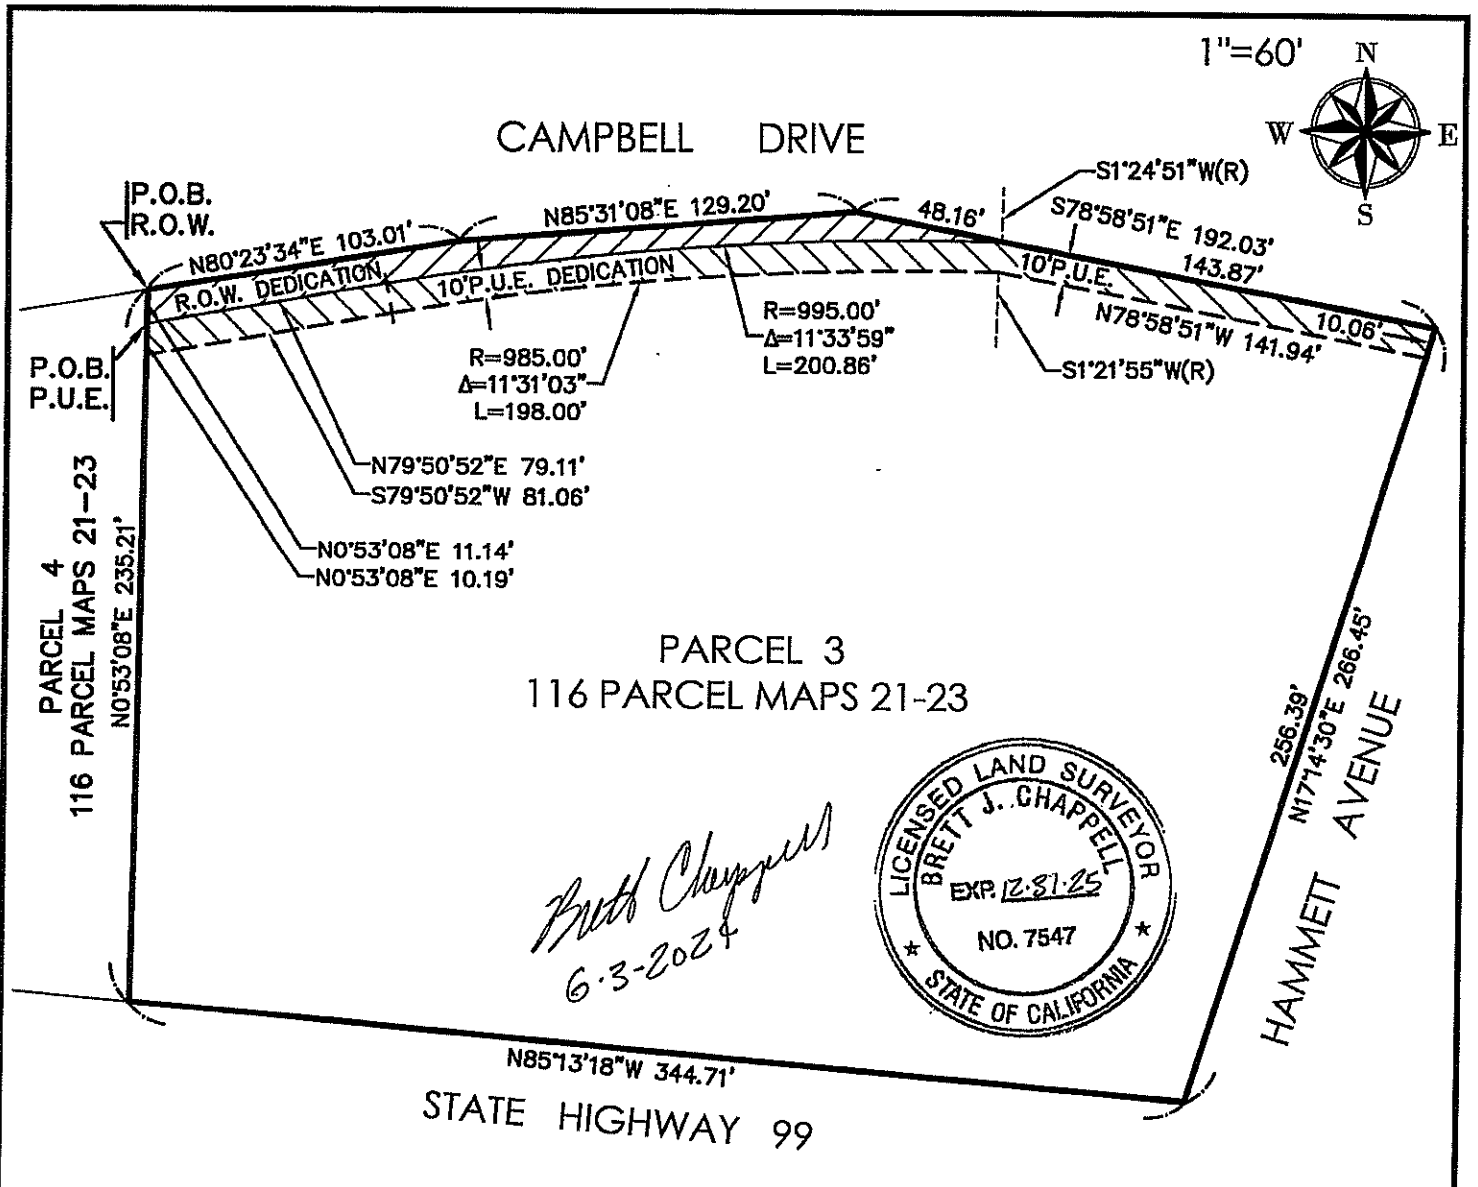 1"=60'
N
W
E
S
CAMPBELL DRIVE
P.O.B.
R.O.W.
N80°23'34"E 103.01'
N85°31'08"E 129.20'
48.16'
S1°24'51"W(R)
S78°58'51"E 192.03'
143.87'
R.O.W. DEDICATION
10'P.U.E. DEDICATION
10'P.U.E.
N78°58'51"W 141.94'
10.06'
P.O.B.
P.U.E.
R=985.00'
Δ=11°31'03"
L=198.00'
R=995.00'
Δ=11°33'59"
L=200.86'
S1°21'55"W(R)
N79°50'52"E 79.11'
S79°50'52"W 81.06'
N0°53'08"E 11.14'
N0°53'08"E 10.19'
PARCEL 4
116 PARCEL MAPS 21-23
N0°53'08"E 235.21'
PARCEL 3
116 PARCEL MAPS 21-23
256.39'
N17°14'30"E 266.45'
HAMMETT AVENUE
Brett Chappell
6-3-2024
LICENSED LAND SURVEYOR
BRETT J. CHAPPELL
EXP. 12-31-25
NO. 7547
STATE OF CALIFORNIA
N85°13'18"W 344.71'
STATE HIGHWAY 99